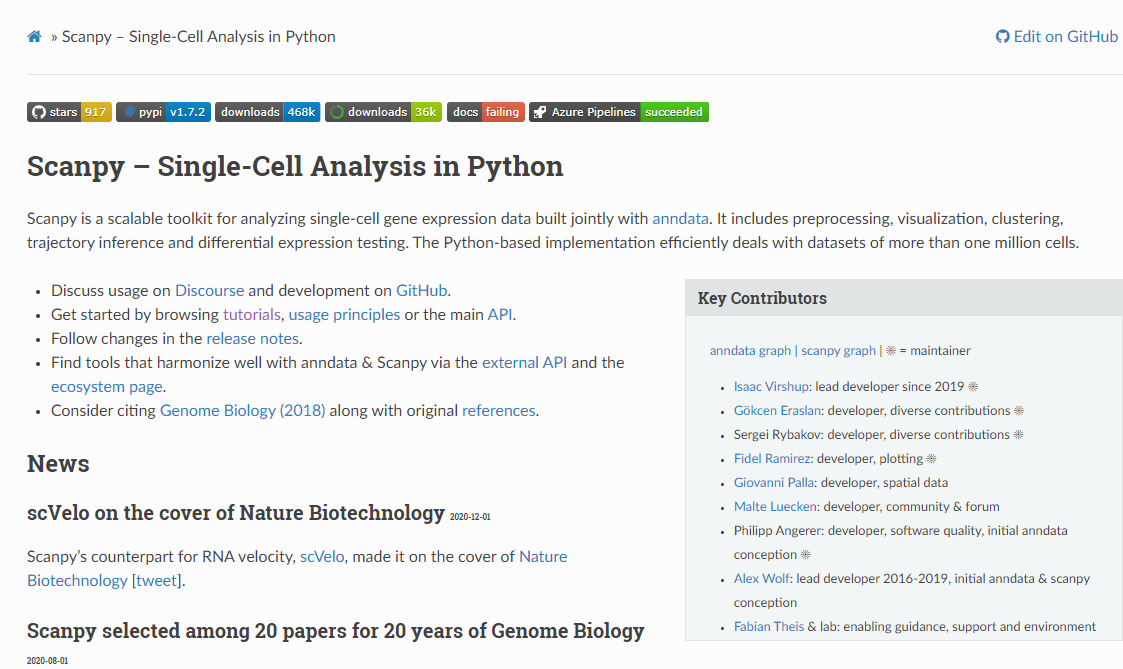 » Scanpy – Single-Cell Analysis in Python
Edit on GitHub
stars 917 pypi v1.7.2 downloads 468k downloads 36k docs failing Azure Pipelines succeeded
Scanpy – Single-Cell Analysis in Python
Scanpy is a scalable toolkit for analyzing single-cell gene expression data built jointly with anndata. It includes preprocessing, visualization, clustering,
trajectory inference and differential expression testing. The Python-based implementation efficiently deals with datasets of more than one million cells.
• Discuss usage on Discourse and development on GitHub.
• Get started by browsing tutorials, usage principles or the main API.
• Follow changes in the release notes.
• Find tools that harmonize well with anndata & Scanpy via the external API and the
ecosystem page.
• Consider citing Genome Biology (2018) along with original references.
Key Contributors
anndata graph | scanpy graph | ☀ = maintainer
• Isaac Virshup: lead developer since 2019 ☀
• Gökcen Eraslan: developer, diverse contributions ☀
• Sergei Rybakov: developer, diverse contributions ☀
• Fidel Ramirez: developer, plotting ☀
• Giovanni Palla: developer, spatial data
• Malte Luecken: developer, community & forum
• Philipp Angerer: developer, software quality, initial anndata
conception ☀
• Alex Wolf: lead developer 2016-2019, initial anndata & scanpy
conception
• Fabian Theis & lab: enabling guidance, support and environment
News
scVelo on the cover of Nature Biotechnology 2020-12-01
Scanpy’s counterpart for RNA velocity, scVelo, made it on the cover of Nature
Biotechnology [tweet].
Scanpy selected among 20 papers for 20 years of Genome Biology
2020-08-01